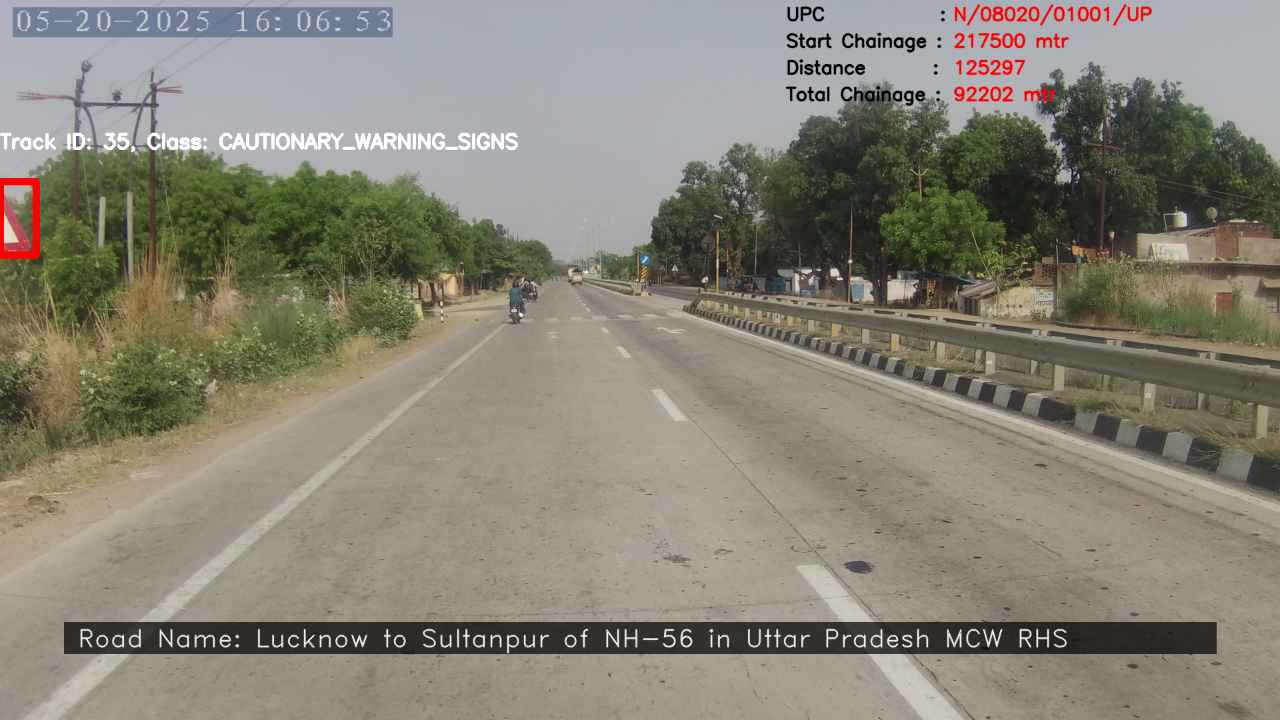 05-20-2025 16:06:53
UPC : N/08020/01001/UP
Start Chainage : 217500 mtr
Distance : 125297
Total Chainage : 92202 mtr
Track ID: 35, Class: CAUTIONARY_WARNING_SIGNS
Road Name: Lucknow to Sultanpur of NH-56 in Uttar Pradesh MCW RHS